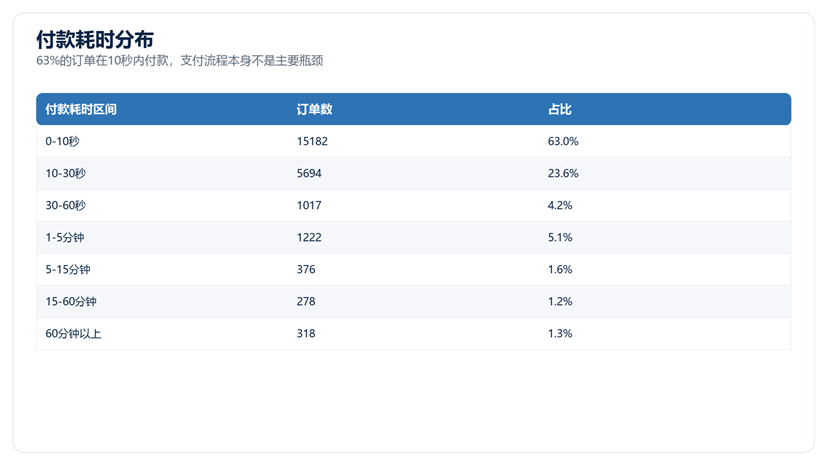 付款耗时分布
63%的订单在10秒内付款，支付流程本身不是主要瓶颈
付款耗时区间 订单数 占比
0-10秒 15182 63.0%
10-30秒 5694 23.6%
30-60秒 1017 4.2%
1-5分钟 1222 5.1%
5-15分钟 376 1.6%
15-60分钟 278 1.2%
60分钟以上 318 1.3%